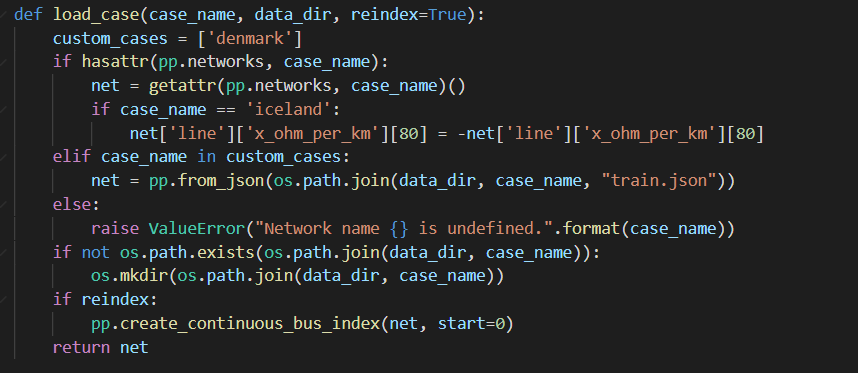 def load_case(case_name, data_dir, reindex=True):
    custom_cases = ['denmark']
    if hasattr(pp.networks, case_name):
        net = getattr(pp.networks, case_name)()
        if case_name == 'iceland':
            net['line']['x_ohm_per_km'][80] = -net['line']['x_ohm_per_km'][80]
    elif case_name in custom_cases:
        net = pp.from_json(os.path.join(data_dir, case_name, "train.json"))
    else:
        raise ValueError("Network name {} is undefined.".format(case_name))
    if not os.path.exists(os.path.join(data_dir, case_name)):
        os.mkdir(os.path.join(data_dir, case_name))
    if reindex:
        pp.create_continuous_bus_index(net, start=0)
    return net